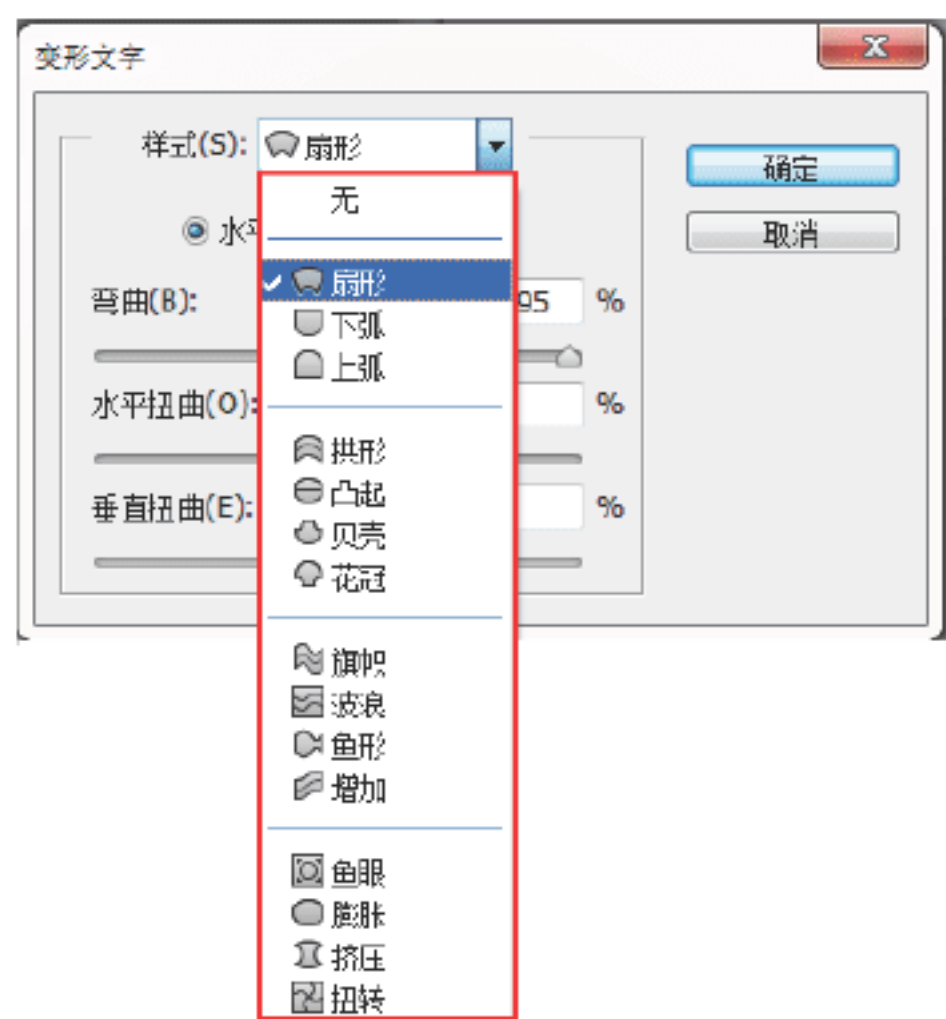 变形文字
样式(S): 扇形
确定
无
取消
水平
扇形
弯曲(B): 95 %
下弧
上弧
水平扭曲(O): %
拱形
凸起
垂直扭曲(E): %
贝壳
花冠
旗帜
波浪
鱼形
增加
鱼眼
膨胀
挤压
扭转